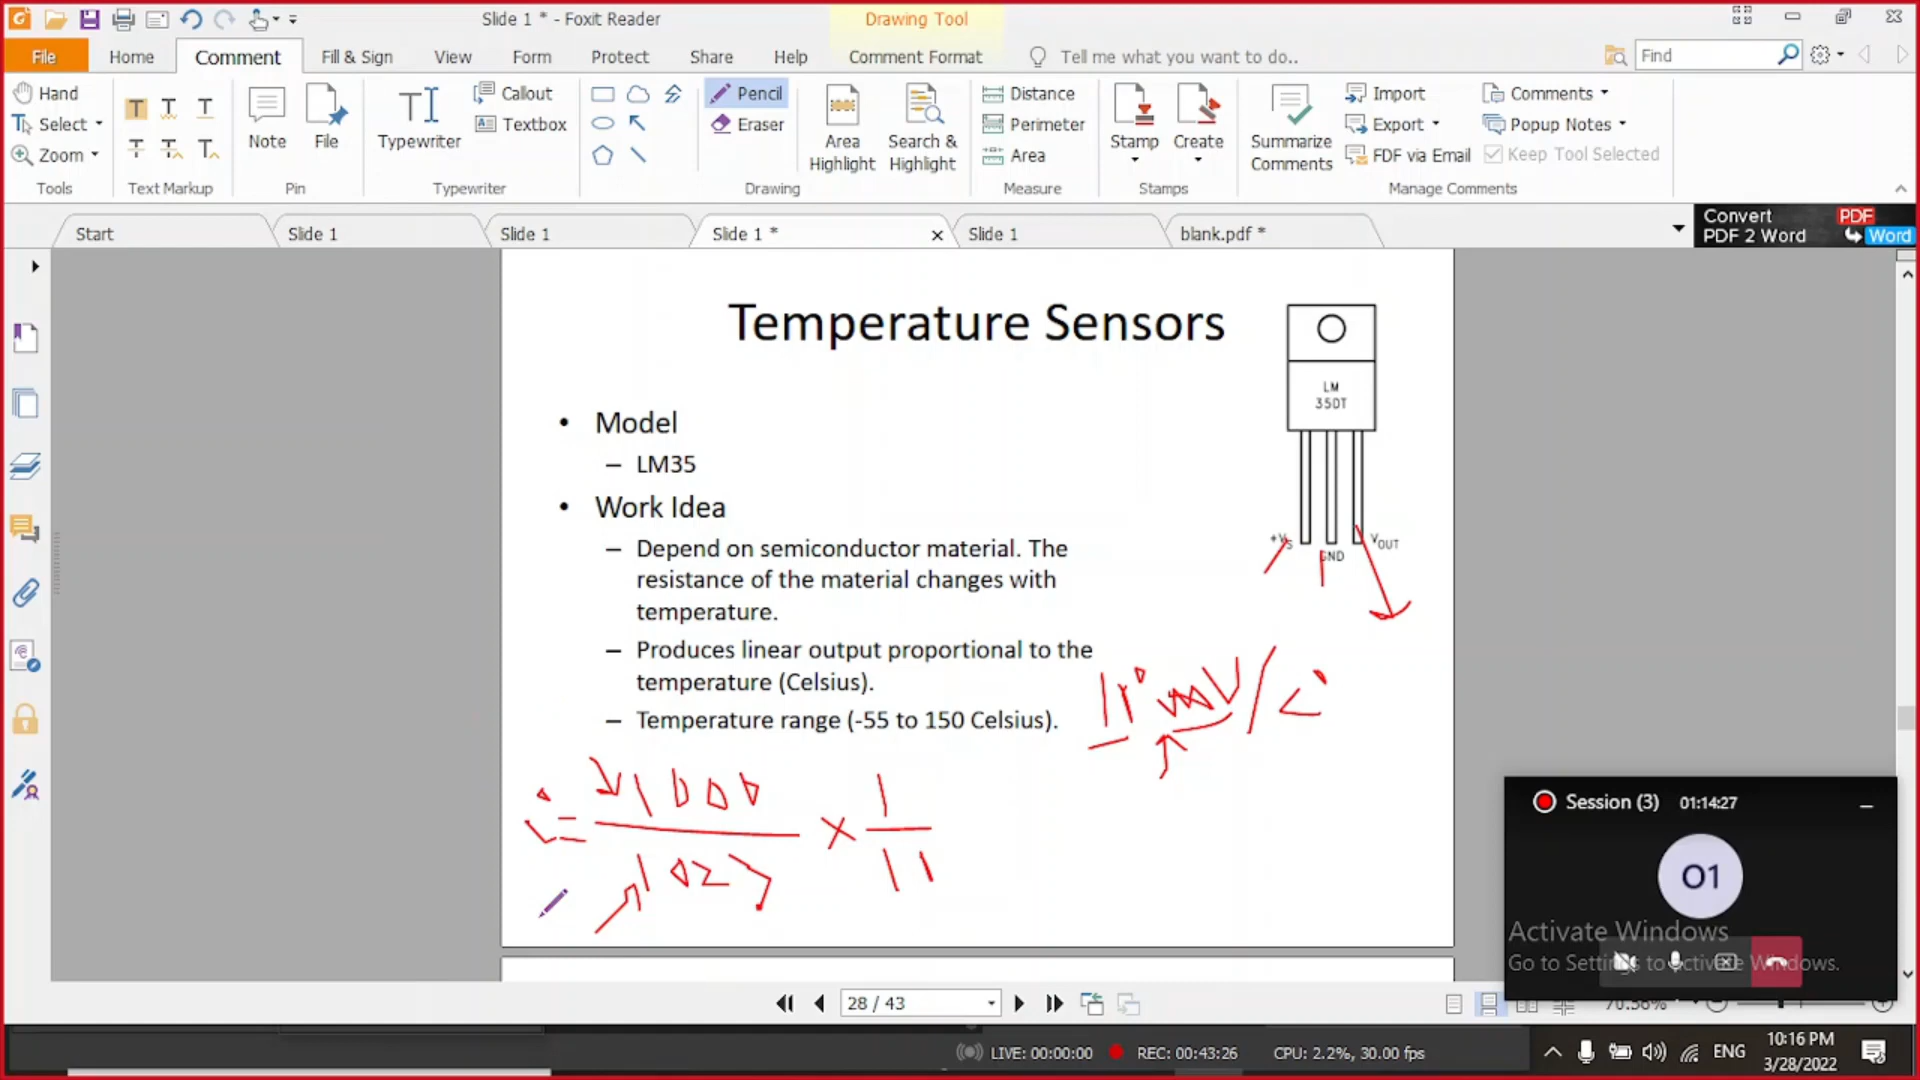 Slide 1 * - Foxit Reader
Drawing Tool
File Home Comment Fill & Sign View Form Protect Share Help Comment Format Tell me what you want to do.. Find
Hand
Select
Zoom
Tools
Text Markup
Note
File
Pin
Typewriter
Callout
Textbox
Typewriter
Pencil
Eraser
Area Highlight
Search & Highlight
Drawing
Distance
Perimeter
Area
Measure
Stamp
Create
Stamps
Summarize Comments
Import
Export
FDF via Email
Comments
Popup Notes
Keep Tool Selected
Manage Comments
Start Slide 1 Slide 1 Slide 1 * Slide 1 blank.pdf *
Convert PDF
PDF 2 Word Word
Temperature Sensors
LM
35DT
• Model
– LM35
• Work Idea
– Depend on semiconductor material. The
resistance of the material changes with
temperature.
– Produces linear output proportional to the
temperature (Celsius).
– Temperature range (-55 to 150 Celsius).
+VS
GND
VOUT
mV/C°
1000
1023
×
Session (3) 01:14:27
O1
Activate Windows
Go to Settings to activate Windows.
28 / 43
70.56%
LIVE: 00:00:00 REC: 00:43:26 CPU: 2.2%, 30.00 fps
ENG
10:16 PM
3/28/2022